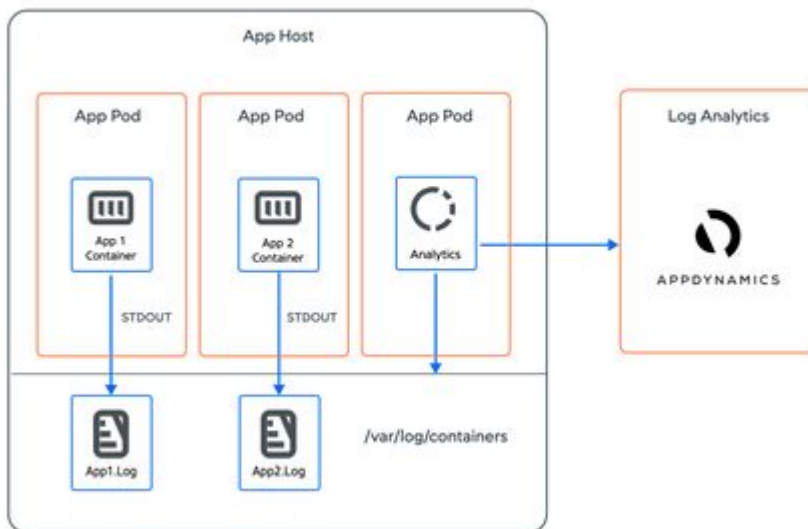 App Host
App Pod
App Pod
App Pod
Log Analytics
App 1
Container
App 2
Container
Analytics
APPDYNAMICS
STDOUT
STDOUT
App1.Log
App2.Log
/var/log/containers